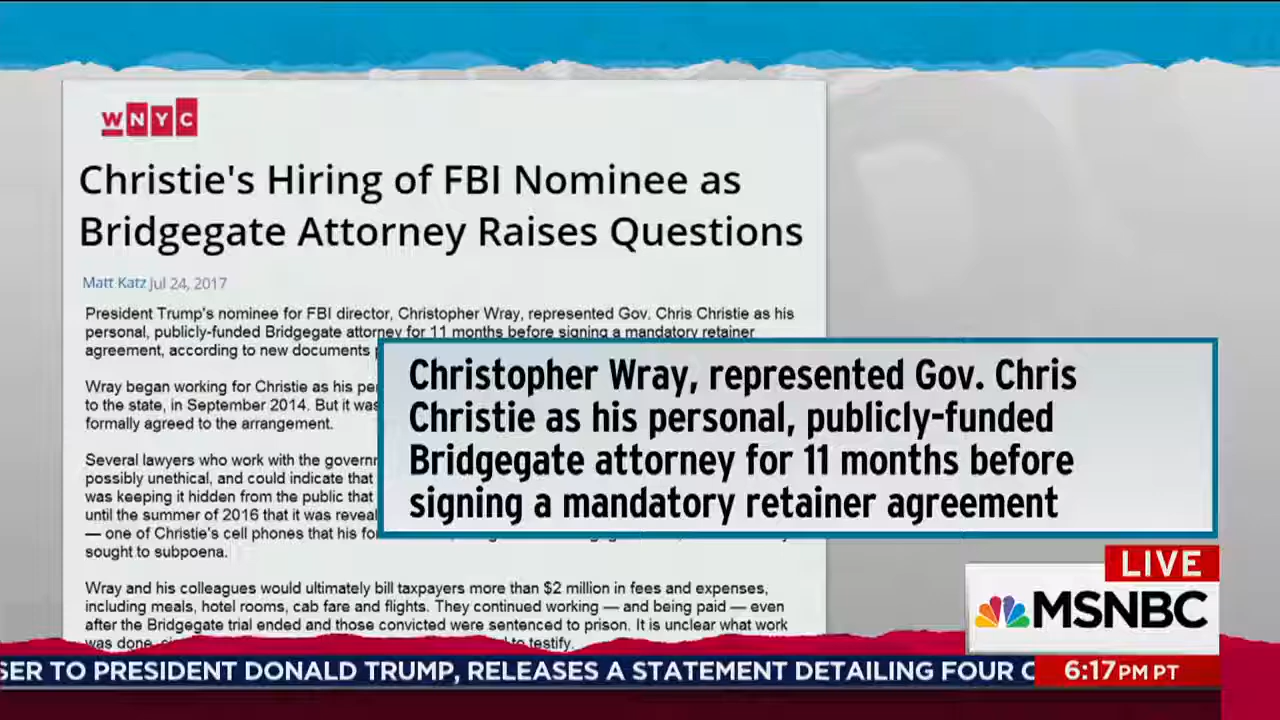 WNYC
Christie's Hiring of FBI Nominee as
Bridgegate Attorney Raises Questions
Matt Katz Jul 24, 2017
President Trump's nominee for FBI director, Christopher Wray, represented Gov. Chris Christie as his
personal, publicly-funded Bridgegate attorney for 11 months before signing a mandatory retainer
agreement, according to new documents
Wray began working for Christie as his
to the state, in September 2014. But it was
formally agreed to the arrangement.
Several lawyers who work with the
possibly unethical, and could indicate that
was keeping it hidden from the public that
until the summer of 2016 that it was
— one of Christie's cell phones that his
sought to subpoena.
Wray and his colleagues would ultimately bill taxpayers more than $2 million in fees and expenses,
including meals, hotel rooms, cab fare and flights. They continued working — and being paid — even
after the Bridgegate trial ended and those convicted were sentenced to prison. It is unclear what work
was done, to testify.
Christopher Wray, represented Gov. Chris
Christie as his personal, publicly-funded
Bridgegate attorney for 11 months before
signing a mandatory retainer agreement
LIVE
MSNBC
SER TO PRESIDENT DONALD TRUMP, RELEASES A STATEMENT DETAILING FOUR
6:17 PM PT